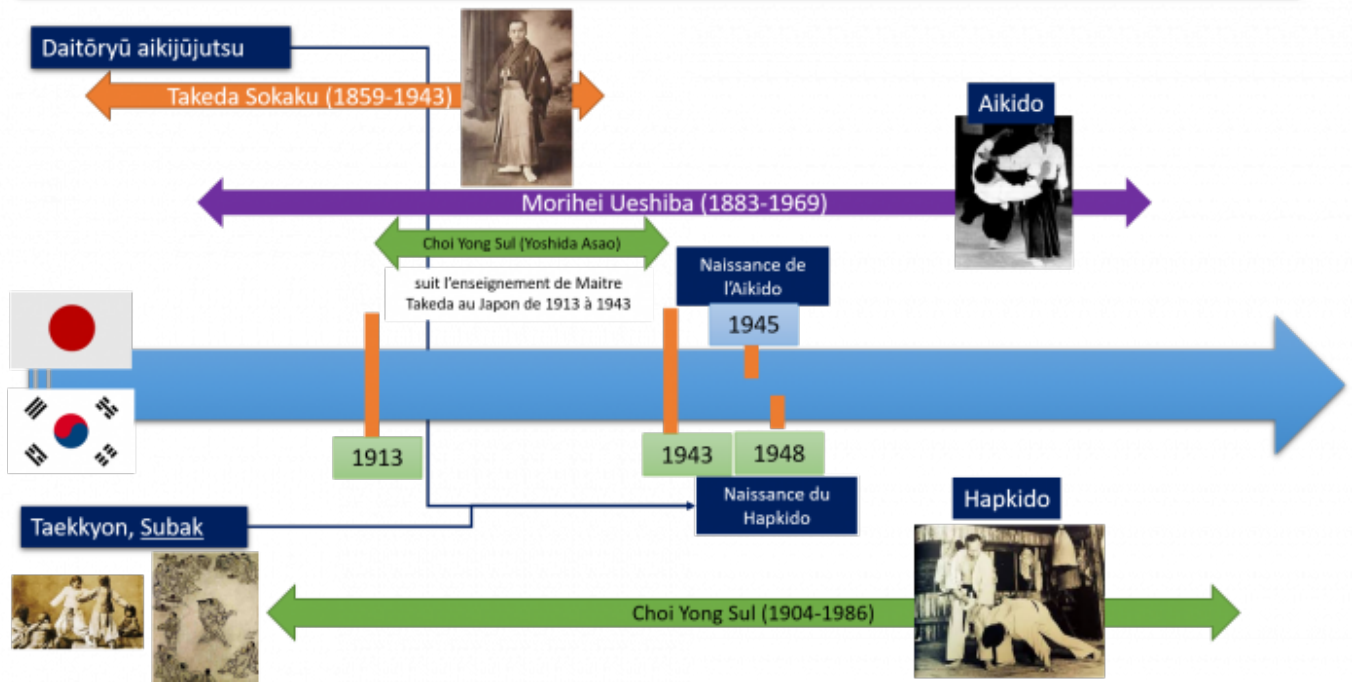 Daitōryū aikijūjutsu
Takeda Sokaku (1859-1943)
Aikido
Morihei Ueshiba (1883-1969)
Choi Yong Sul (Yoshida Asao)
suit l'enseignement de Maitre
Takeda au Japon de 1913 à 1943
Naissance de
l'Aikido
1945
1913
1943
1948
Naissance du
Hapkido
Taekkyon, Subak
Hapkido
Choi Yong Sul (1904-1986)